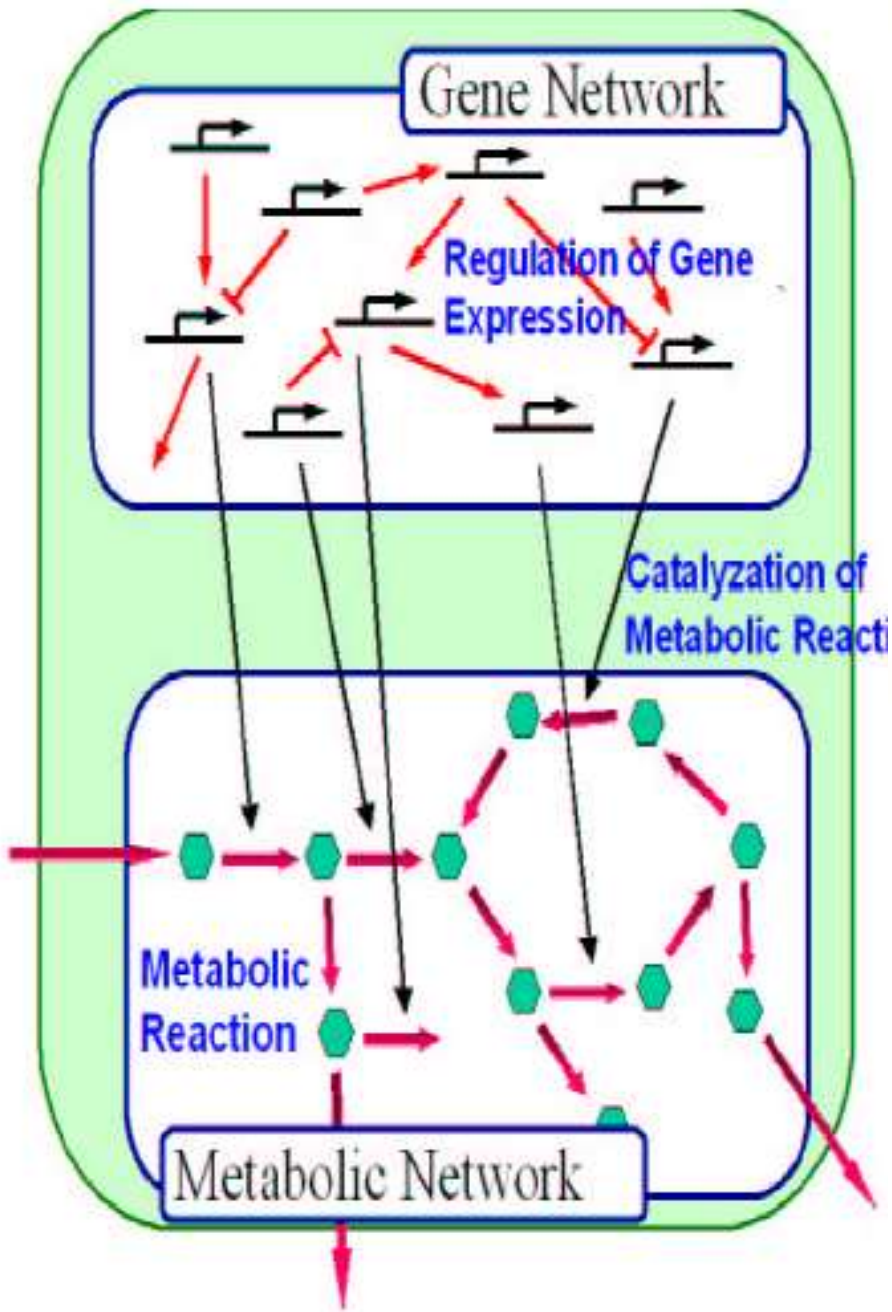 Gene Network
Regulation of Gene
Expression
Catalyzation of
Metabolic Reacti
Metabolic
Reaction
Metabolic Network